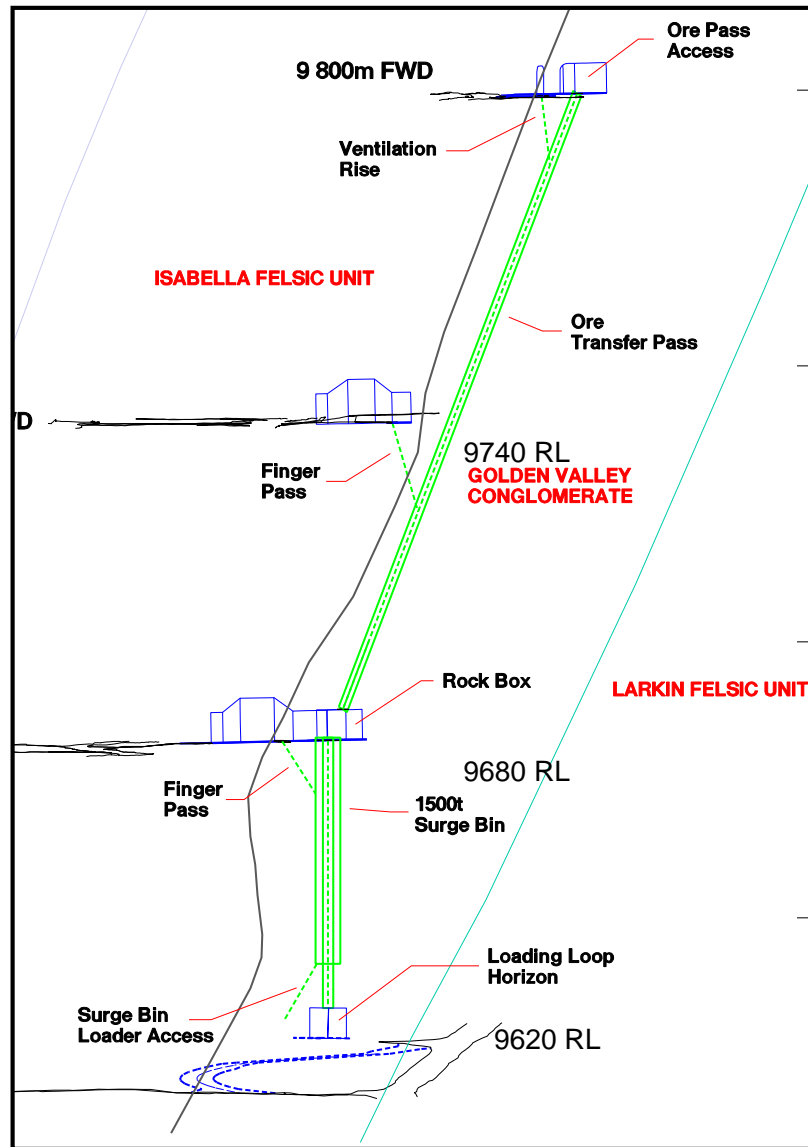 Ore Pass
Access
9 800m FWD
Ventilation
Rise
ISABELLA FELSIC UNIT
Ore
Transfer Pass
/D
9740 RL
Finger
Pass
GOLDEN VALLEY
CONGLOMERATE
Rock Box
LARKIN FELSIC UNIT
9680 RL
Finger
Pass
1500t
Surge Bin
Loading Loop
Horizon
Surge Bin
Loader Access
9620 RL